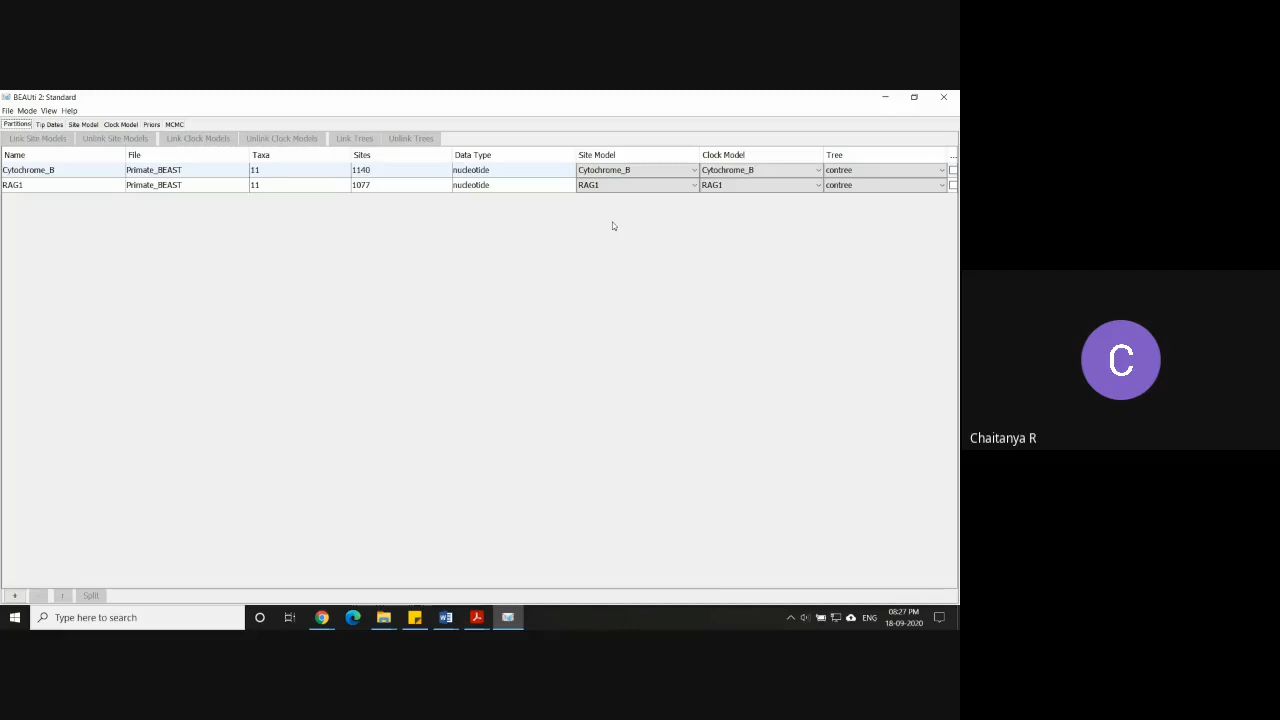 BEAUti 2: Standard
File Mode View Help
Partitions Tip Dates Site Model Clock Model Priors MCMC
Link Site Models Unlink Site Models Link Clock Models Unlink Clock Models Link Trees Unlink Trees
Name File Taxa Sites Data Type Site Model Clock Model Tree ...
Cytochrome_B Primate_BEAST 11 1140 nucleotide Cytochrome_B Cytochrome_B contree
RAG1 Primate_BEAST 11 1077 nucleotide RAG1 RAG1 contree
C
Chaitanya R
+ - r Split
Type here to search
ENG
08:27 PM
18-09-2020